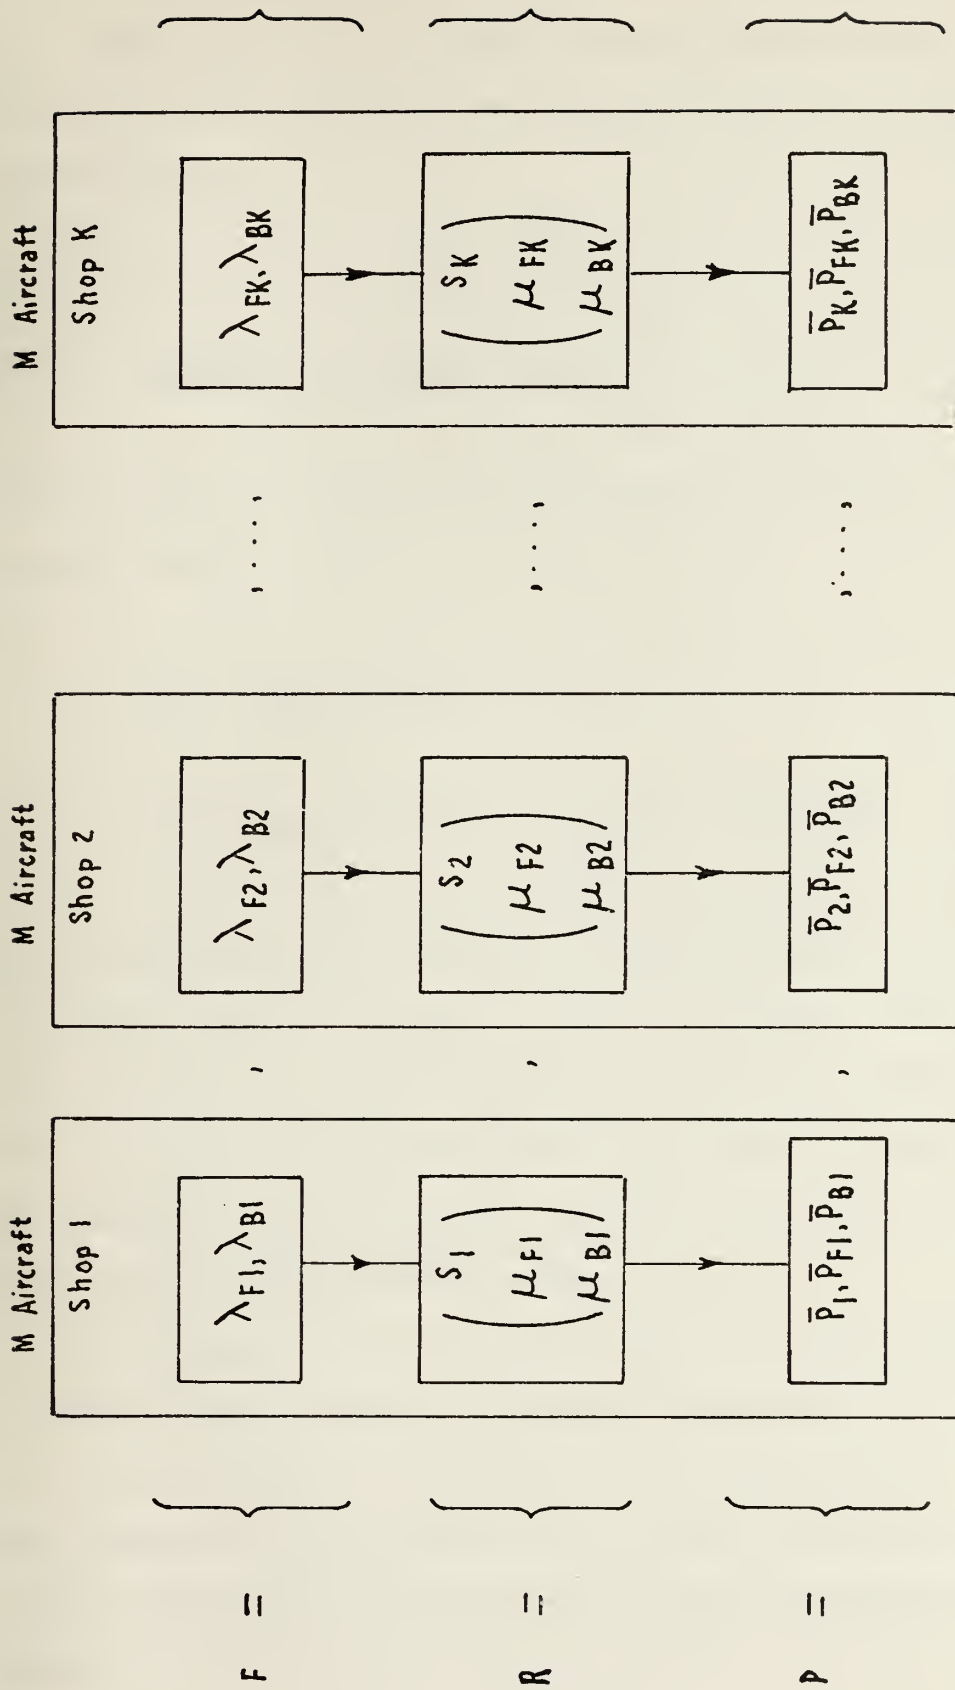 M Aircraft M Aircraft M Aircraft
Shop 1 Shop 2 Shop K
F = { λF1, λB1 , λF2, λB2 , ...., λFK, λBK }
R = { ( S1 , ( S2 , ...., ( SK }
μF1 μF2 μFK
μB1 ) μB2 ) μBK )
P = { P̅1, P̅F1, P̅B1 , P̅2, P̅F2, P̅B2 , ...., P̅K, P̅FK, P̅BK }